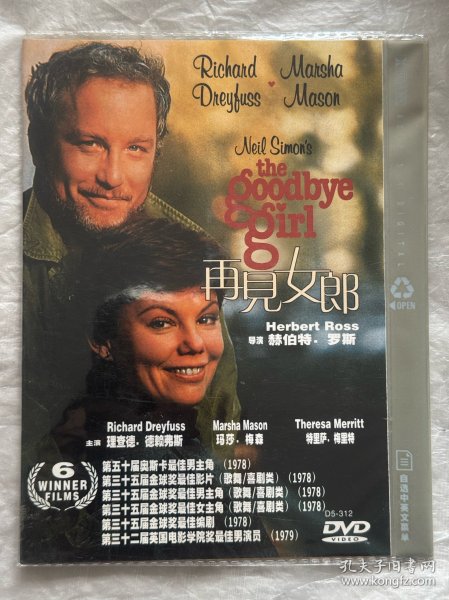 Richard Dreyfuss
Marsha Mason
Neil Simon's
the
goodbye
girl
再見女郎
Herbert Ross
导演 赫伯特·罗斯
Richard Dreyfuss Marsha Mason Theresa Merritt
主演 理查德·德赖弗斯 玛莎·梅森 特里萨·梅里特
6
WINNER
FILMS
第五十届奥斯卡最佳男主角 (1978)
第三十五届金球奖最佳影片（歌舞/喜剧类）(1978)
第三十五届金球奖最佳男主角（歌舞/喜剧类）(1978)
第三十五届金球奖最佳女主角（歌舞/喜剧类）(1978)
第三十五届金球奖最佳编剧 (1978)
第三十二届英国电影学院奖最佳男演员 (1979)
D5-312
DVD
VIDEO
DIGITAL
OPEN
自选中英文菜单
孔夫子旧书网
www.kongfz.com